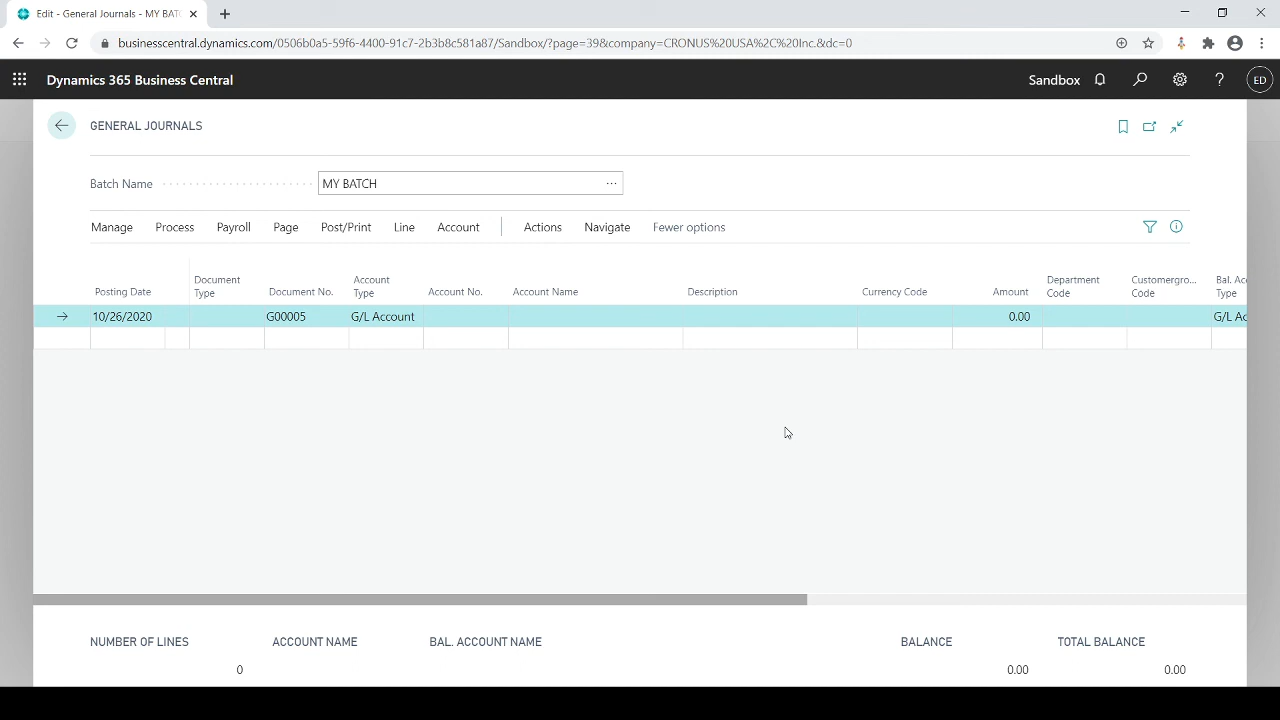 Edit - General Journals - MY BATC
businesscentral.dynamics.com/0506b0a5-59f6-4400-91c7-2b3b8c581a87/Sandbox/?page=39&company=CRONUS%20USA%2C%20Inc.&dc=0
Dynamics 365 Business Central
Sandbox
?
ED
GENERAL JOURNALS
Batch Name
MY BATCH
Manage Process Payroll Page Post/Print Line Account Actions Navigate Fewer options
Posting Date Document Type Document No. Account Type Account No. Account Name Description Currency Code Amount Department Code Customergro... Code Bal. Ac Type
10/26/2020 G00005 G/L Account 0.00 G/L Ac
NUMBER OF LINES ACCOUNT NAME BAL. ACCOUNT NAME BALANCE TOTAL BALANCE
0 0.00 0.00